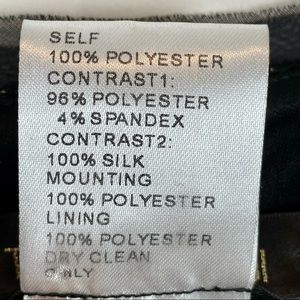 SELF
100% POLYESTER
CONTRAST1:
96% POLYESTER
4% SPANDEX
CONTRAST2:
100% SILK
MOUNTING
100% POLYESTER
LINING
100% POLYESTER
DRY CLEAN
ONLY